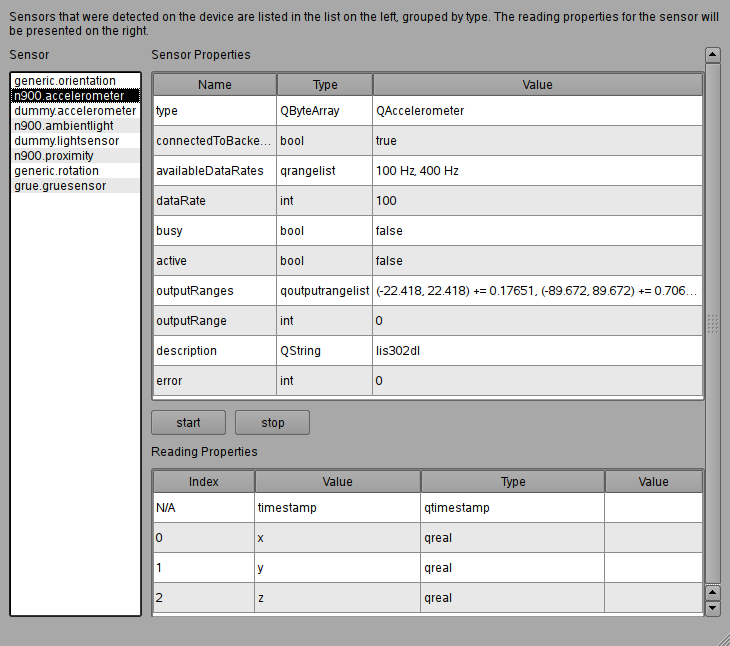 Sensors that were detected on the device are listed in the list on the left, grouped by type. The reading properties for the sensor will
be presented on the right.
Sensor
generic.orientation
n900.accelerometer
dummy.accelerometer
n900.ambientlight
dummy.lightsensor
n900.proximity
generic.rotation
grue.gruesensor
Sensor Properties
Name Type Value
type QByteArray QAccelerometer
connectedToBacke... bool true
availableDataRates qrangelist 100 Hz, 400 Hz
dataRate int 100
busy bool false
active bool false
outputRanges qoutputrangelist (-22.418, 22.418) += 0.17651, (-89.672, 89.672) += 0.706...
outputRange int 0
description QString lis302dl
error int 0
start stop
Reading Properties
Index Value Type Value
N/A timestamp qtimestamp
0 x qreal
1 y qreal
2 z qreal